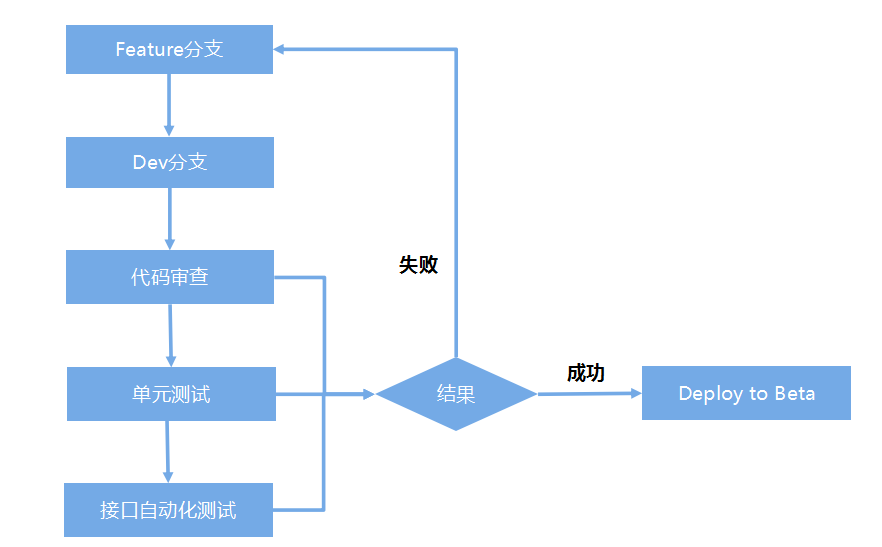 Feature分支
Dev分支
代码审查
失败
单元测试
结果
成功
Deploy to Beta
接口自动化测试